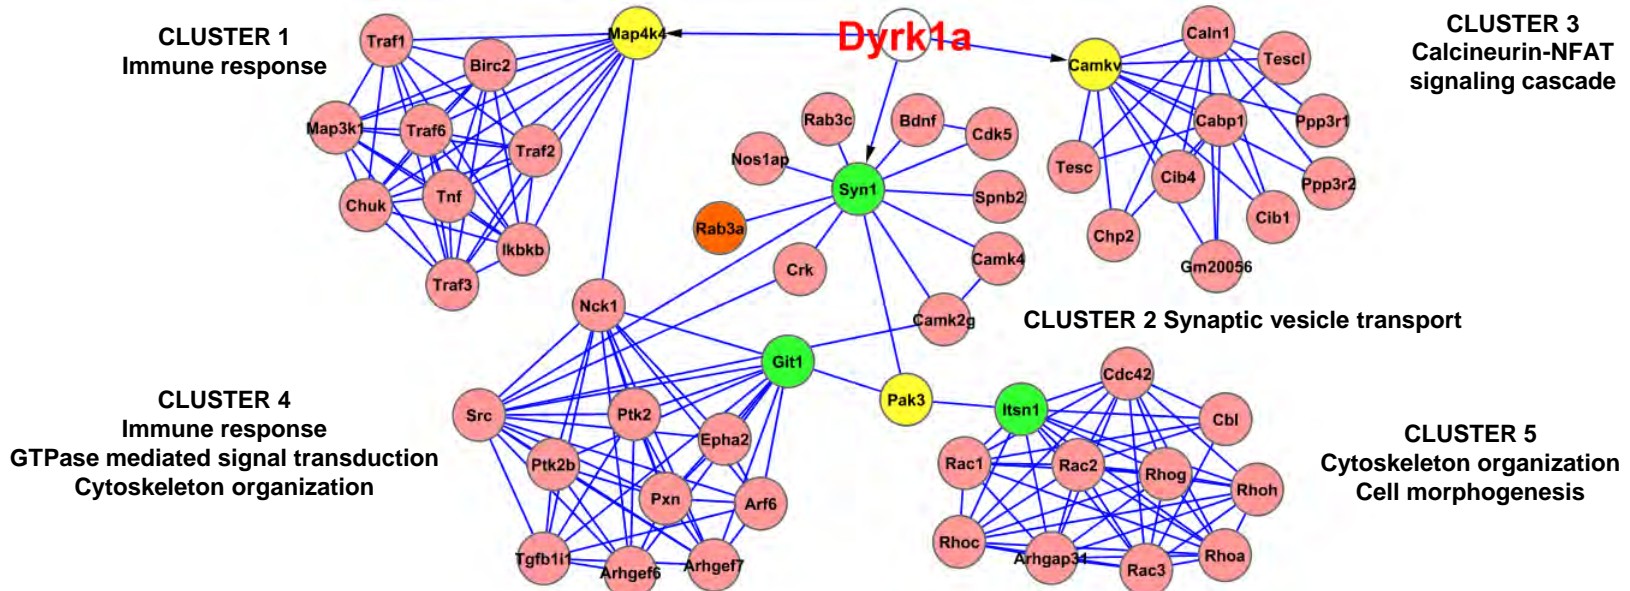 CLUSTER 1
Immune response
Dyrk1a
CLUSTER 3
Calcineurin-NFAT
signaling cascade
Map4k4
Traf1
Birc2
Map3k1
Traf6
Traf2
Tnf
Chuk
Ikbkb
Traf3
Camkv
Caln1
Tescl
Cabp1
Ppp3r1
Tesc
Cib4
Ppp3r2
Cib1
Chp2
Gm20056
Rab3c
Bdnf
Cdk5
Nos1ap
Syn1
Spnb2
Rab3a
Crk
Camk4
Camk2g
CLUSTER 2 Synaptic vesicle transport
Nck1
Git1
Pak3
CLUSTER 4
Immune response
GTPase mediated signal transduction
Cytoskeleton organization
Src
Ptk2
Epha2
Ptk2b
Pxn
Arf6
Tgfb1i1
Arhgef6
Arhgef7
Cdc42
Itsn1
Cbl
Rac1
Rac2
Rhog
Rhoh
Rhoc
Arhgap31
Rac3
Rhoa
CLUSTER 5
Cytoskeleton organization
Cell morphogenesis